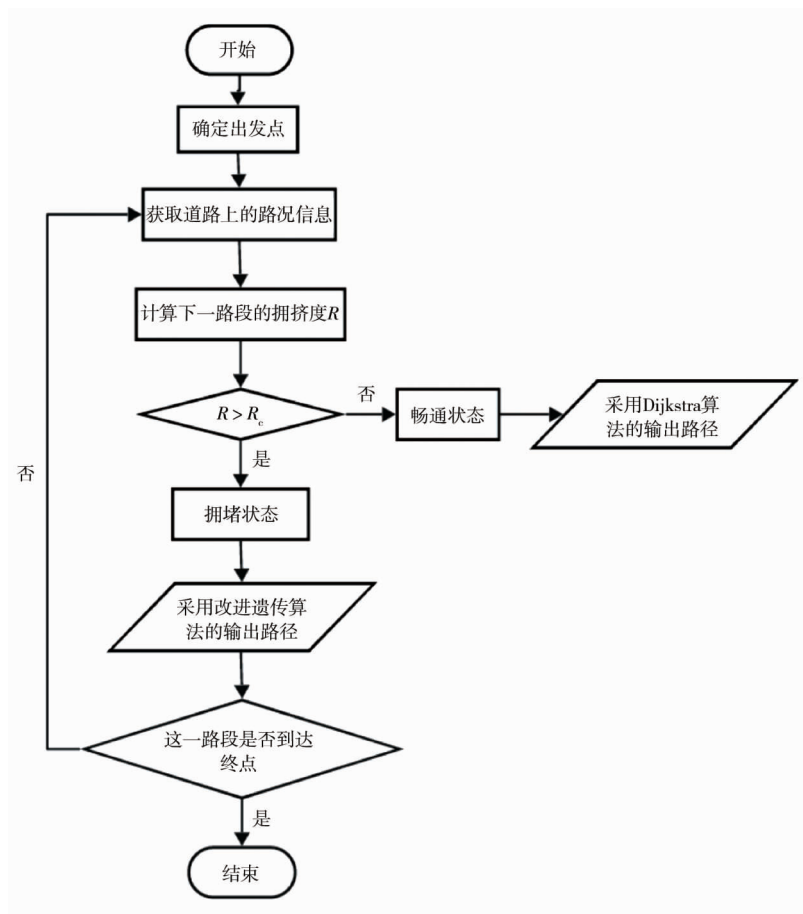 开始
确定出发点
获取道路上的路况信息
计算下一路段的拥挤度R
R > Rc
否
畅通状态
采用Dijkstra算
法的输出路径
是
拥堵状态
采用改进遗传算
法的输出路径
这一路段是否到达
终点
否
是
结束